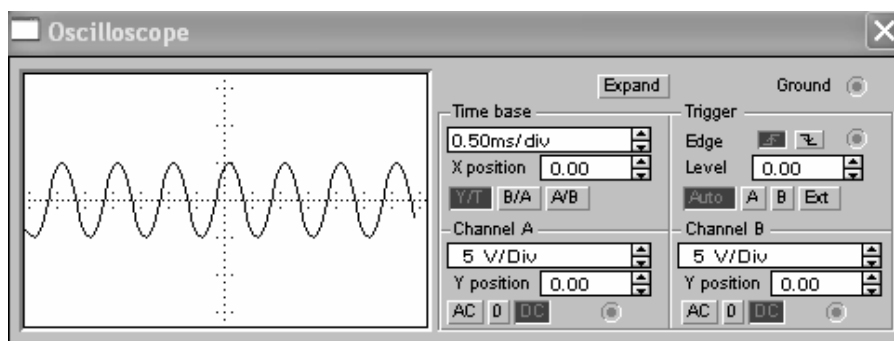 Oscilloscope
Expand Ground
Time base Trigger
0.50ms/div Edge
X position 0.00 Level 0.00
Y/T B/A A/B Auto A B Ext
Channel A Channel B
5 V/Div 5 V/Div
Y position 0.00 Y position 0.00
AC 0 DC AC 0 DC